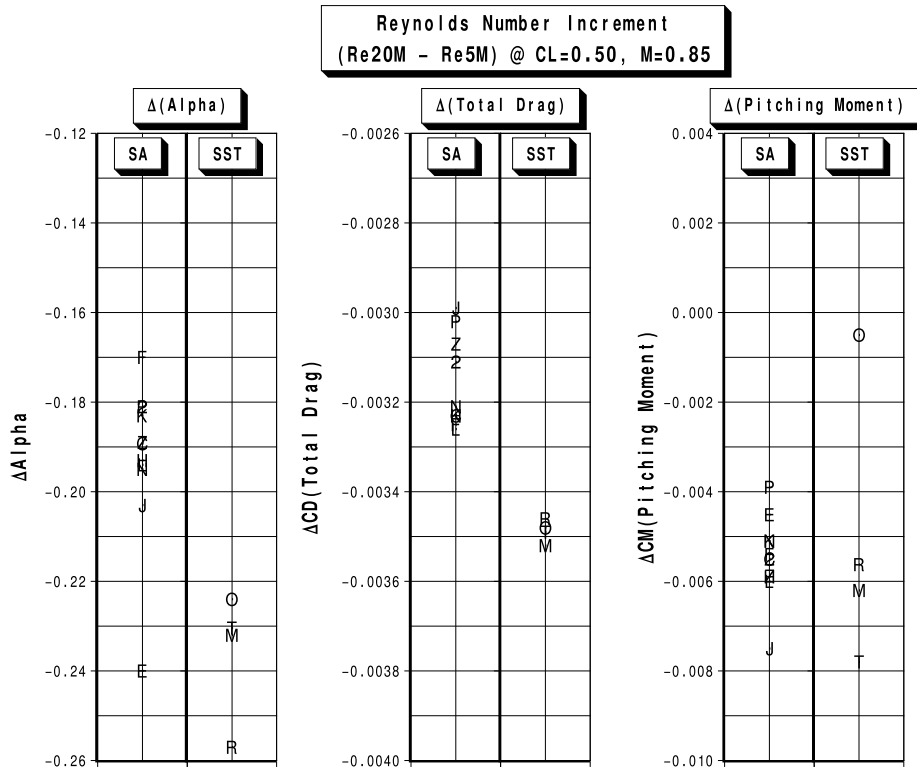 Reynolds Number Increment
(Re20M – Re5M) @ CL=0.50, M=0.85
Δ(Alpha)
SA
SST
-0.12
-0.14
-0.16
-0.18
-0.20
-0.22
-0.24
-0.26
ΔAlpha
F
K
N
J
E
O
T
M
R
Δ(Total Drag)
SA
SST
-0.0026
-0.0028
-0.0030
-0.0032
-0.0034
-0.0036
-0.0038
-0.0040
ΔCD(Total Drag)
J
P
Z
2
N
R
O
M
Δ(Pitching Moment)
SA
SST
0.004
0.002
0.000
-0.002
-0.004
-0.006
-0.008
-0.010
ΔCM(Pitching Moment)
P
E
J
O
R
M
T